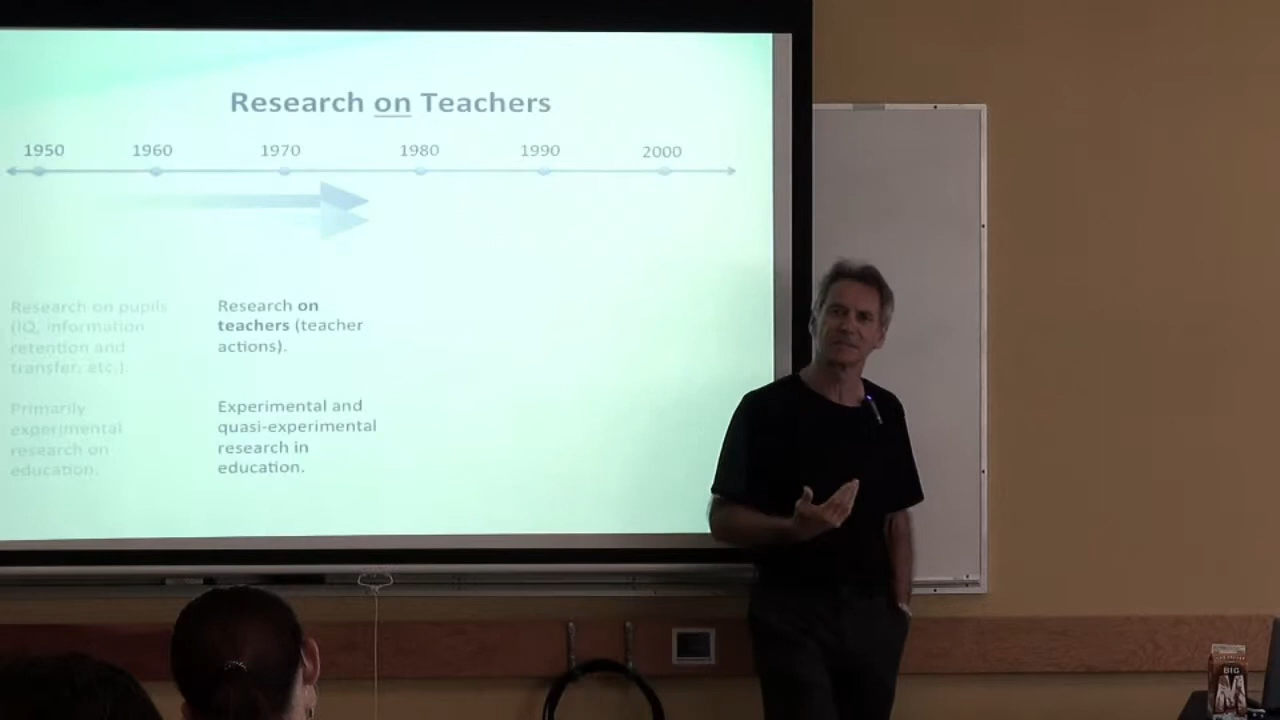 Research on Teachers
1950 1960 1970 1980 1990 2000
Research on pupils
(IQ, information
retention and
transfer, etc.)
Primarily
experimental
research on
education.
Research on
teachers (teacher
actions).
Experimental and
quasi-experimental
research in
education.
BIG